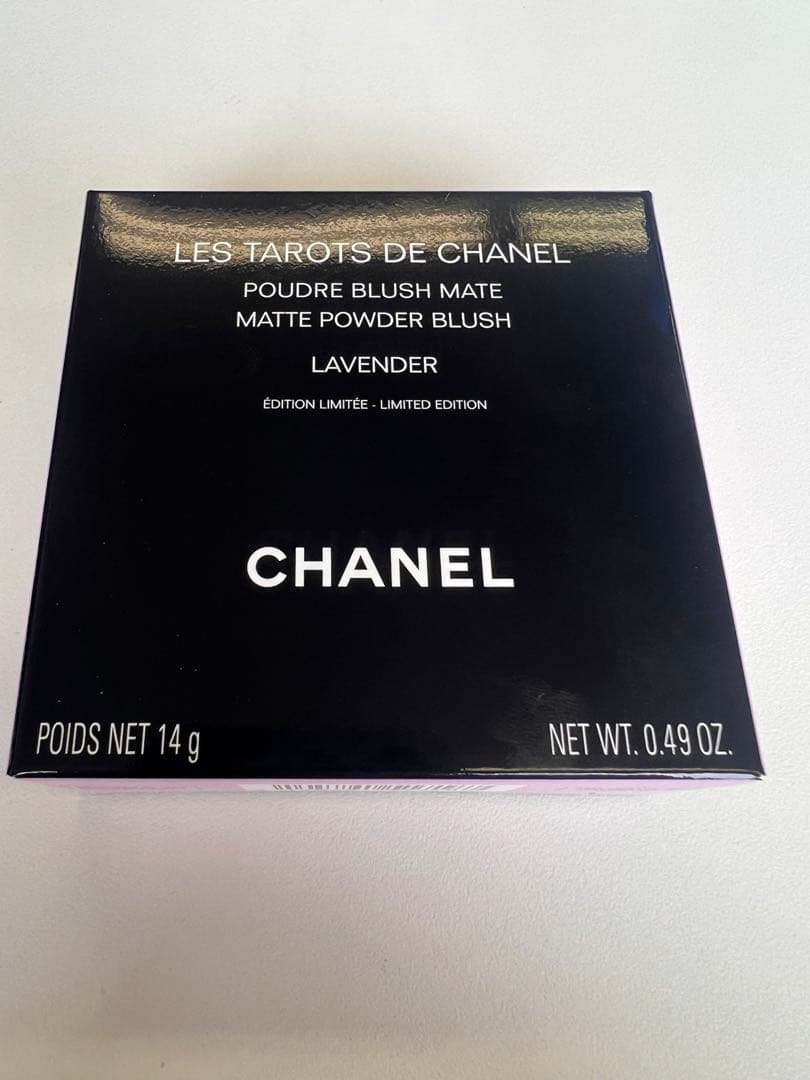 LES TAROTS DE CHANEL
POUDRE BLUSH MATE
MATTE POWDER BLUSH
LAVENDER
ÉDITION LIMITÉE - LIMITED EDITION
CHANEL
POIDS NET 14 g
NET WT. 0.49 OZ.